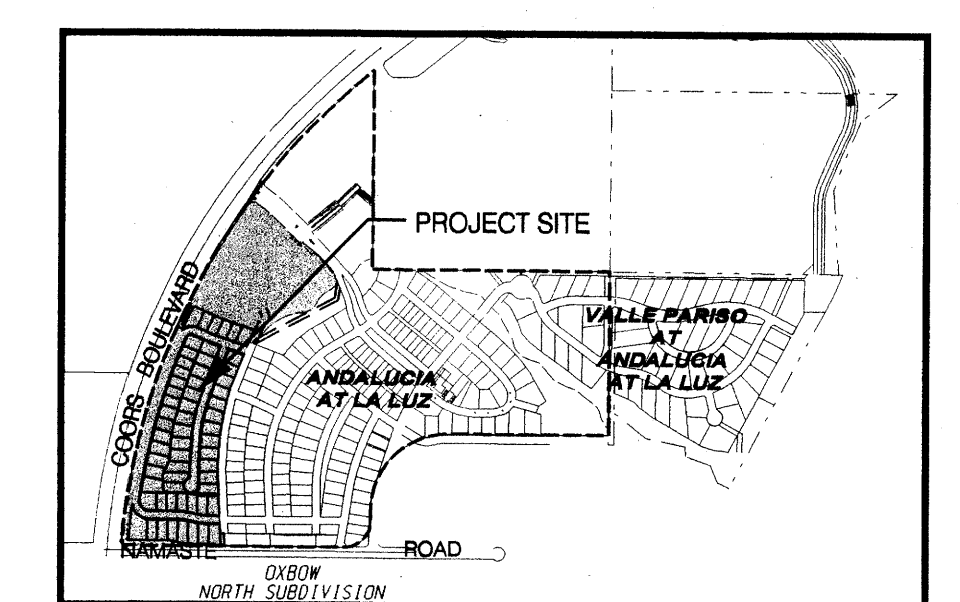 PROJECT SITE
COORS BOULEVARD
VALLE PARISO
AT
ANDALUCIA
AT LA LUZ
ANDALUCIA
AT LA LUZ
NAMASTE ROAD
OXBOW
NORTH SUBDIVISION